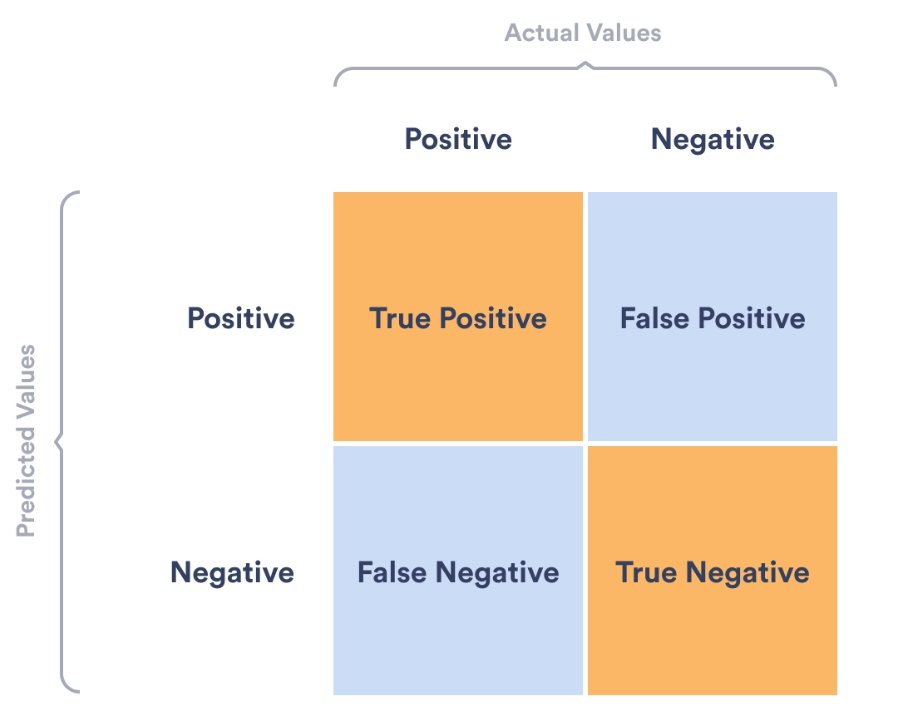 Actual Values
Positive Negative
Predicted Values
Positive
True Positive
False Positive
Negative
False Negative
True Negative